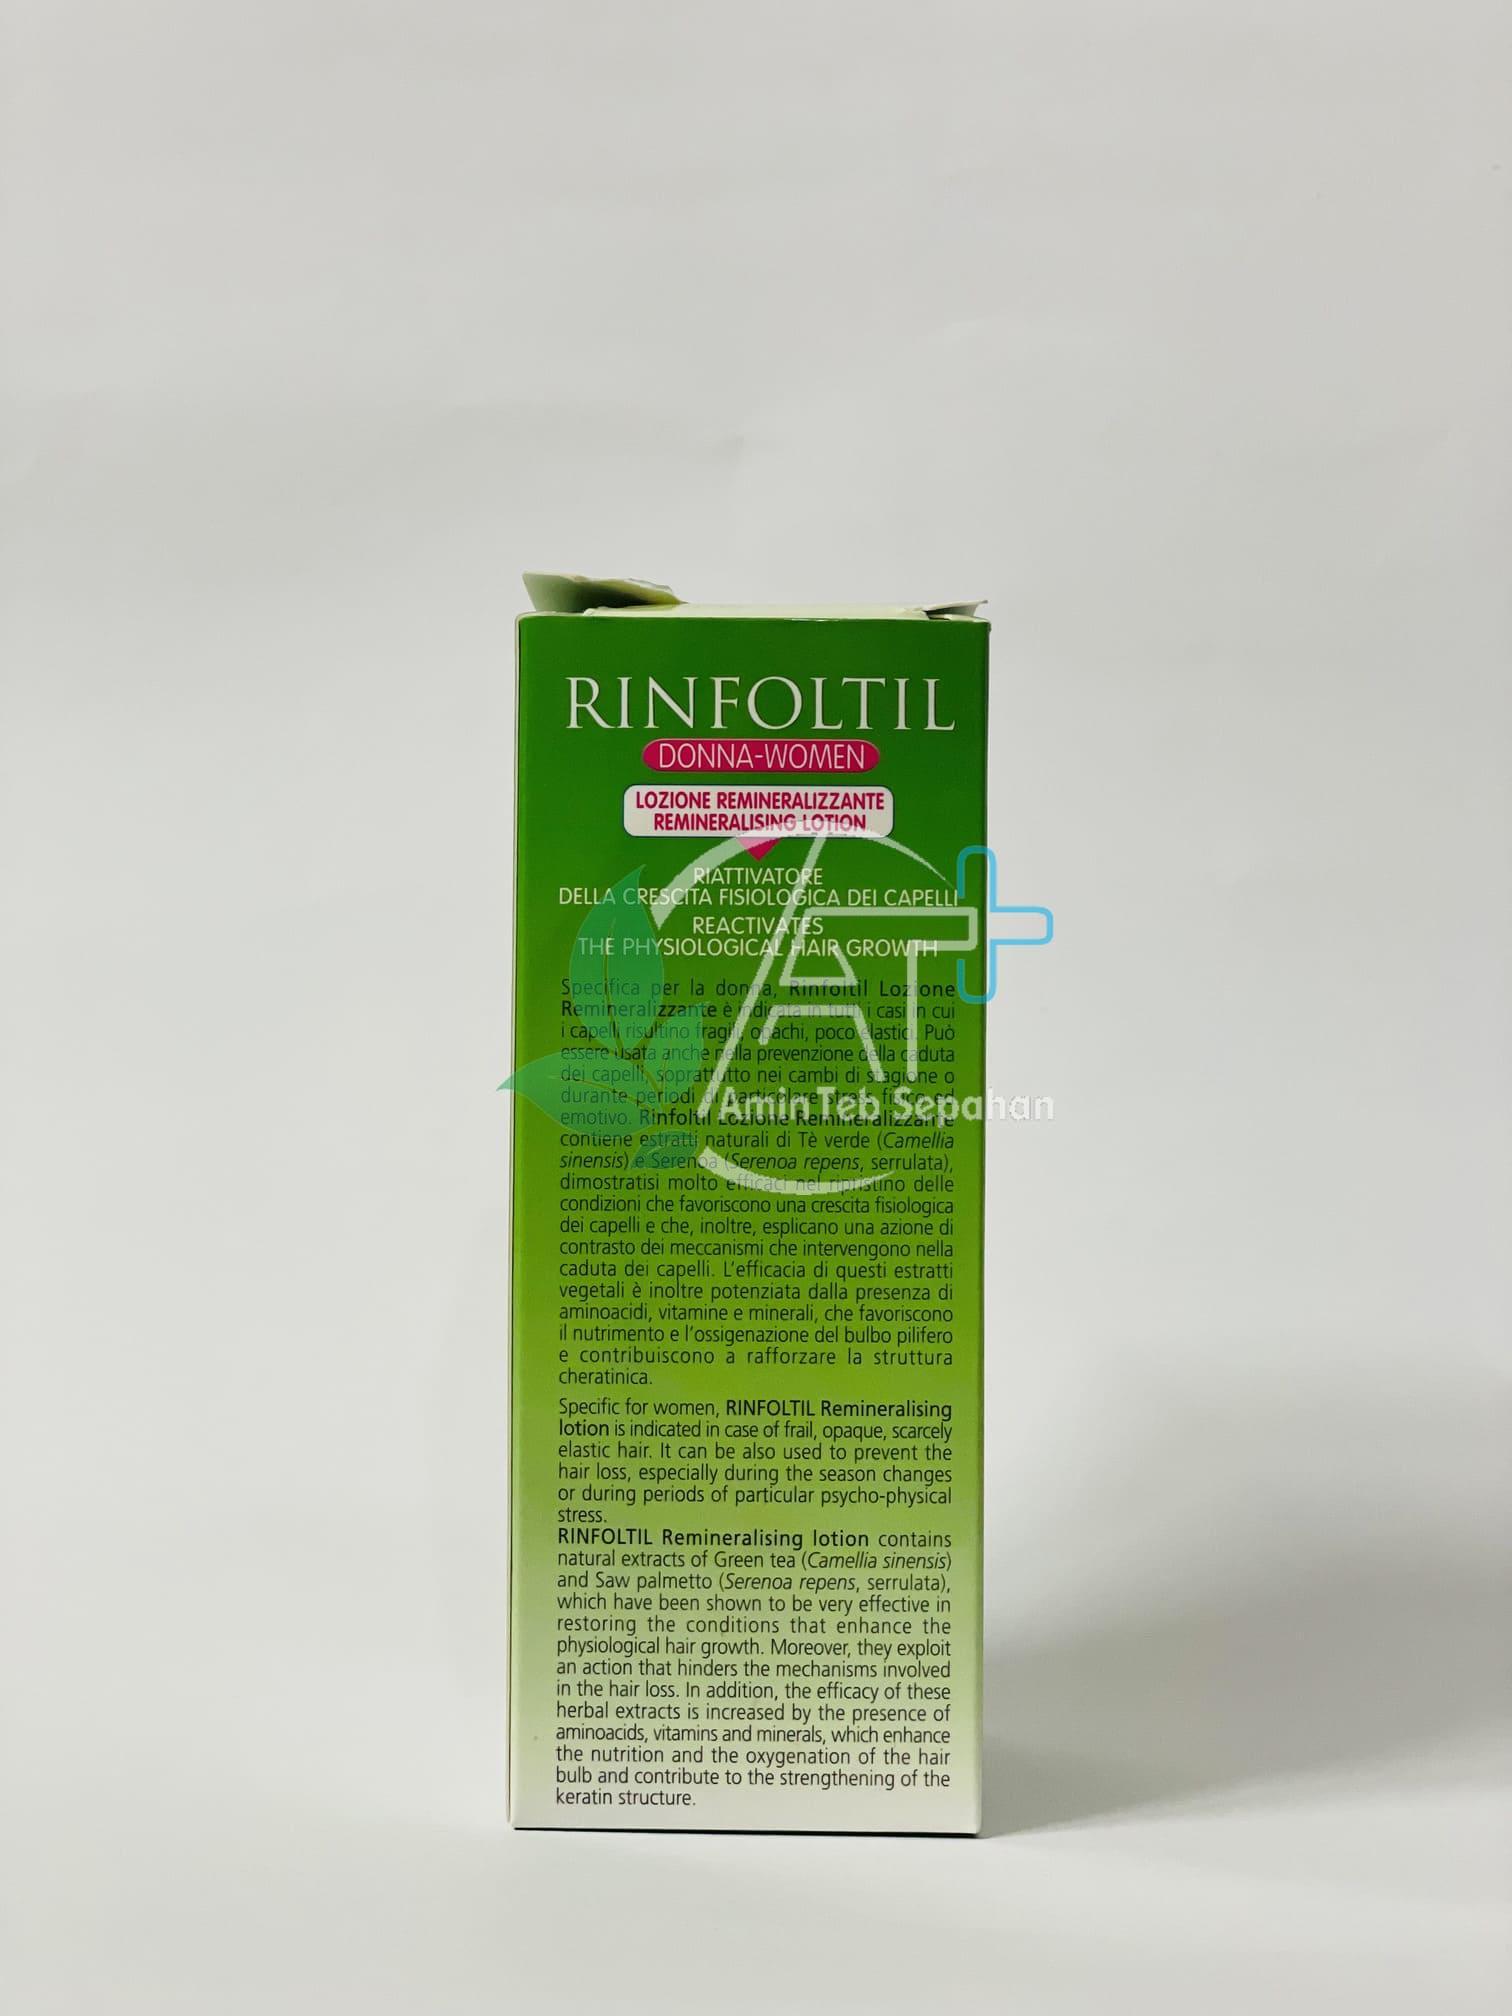 RINFOLTIL
DONNA-WOMEN
LOZIONE REMINERALIZZANTE
REMINERALISING LOTION
RIATTIVATORE
DELLA CRESCITA FISIOLOGICA DEI CAPELLI
REACTIVATES
THE PHYSIOLOGICAL HAIR GROWTH
Specifica per la donna, Rinfoltil Lozione
Remineralizzante è indicata in tutti i casi in cui
i capelli risultino fragili, opachi, poco elastici. Può
essere usata anche nella prevenzione della caduta
dei capelli, soprattutto nei cambi di stagione o
durante periodi di particolare stress fisico ed
emotivo. Rinfoltil Lozione Remineralizzante
contiene estratti naturali di Tè verde (Camellia
sinensis) e Serenoa (Serenoa repens, serrulata),
dimostratisi molto efficaci nel ripristino delle
condizioni che favoriscono una crescita fisiologica
dei capelli e che, inoltre, esplicano una azione di
contrasto dei meccanismi che intervengono nella
caduta dei capelli. L'efficacia di questi estratti
vegetali è inoltre potenziata dalla presenza di
aminoacidi, vitamine e minerali, che favoriscono
il nutrimento e l'ossigenazione del bulbo pilifero
e contribuiscono a rafforzare la struttura
cheratinica.
Specific for women, RINFOLTIL Remineralising
lotion is indicated in case of frail, opaque, scarcely
elastic hair. It can be also used to prevent the
hair loss, especially during the season changes
or during periods of particular psycho-physical
stress.
RINFOLTIL Remineralising lotion contains
natural extracts of Green tea (Camellia sinensis)
and Saw palmetto (Serenoa repens, serrulata),
which have been shown to be very effective in
restoring the conditions that enhance the
physiological hair growth. Moreover, they exploit
an action that hinders the mechanisms involved
in the hair loss. In addition, the efficacy of these
herbal extracts is increased by the presence of
aminoacids, vitamins and minerals, which enhance
the nutrition and the oxygenation of the hair
bulb and contribute to the strengthening of the
keratin structure.
AT
AminTeb Sepahan